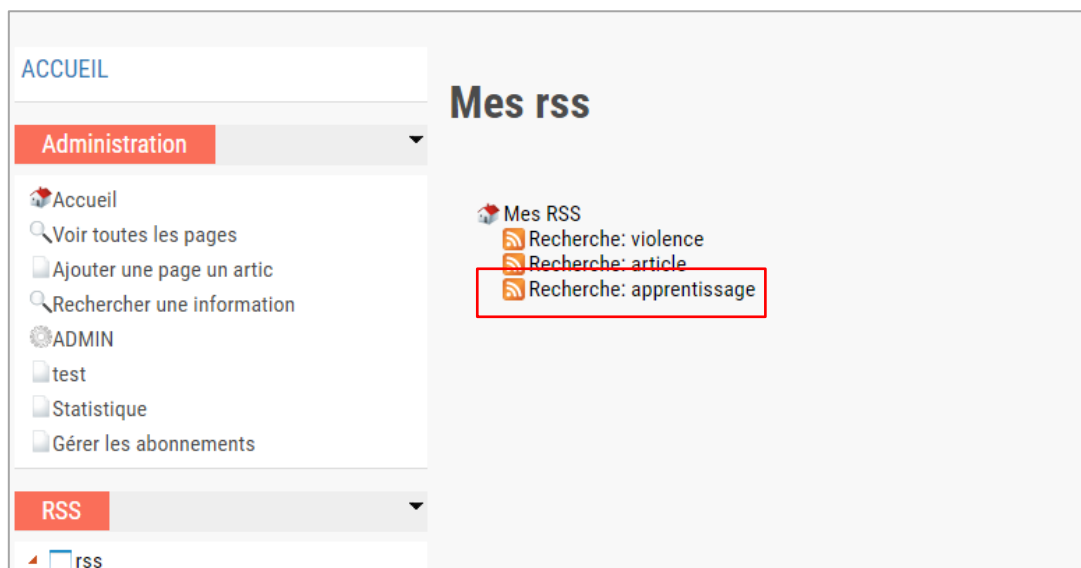 ACCUEIL
Administration
Accueil
Voir toutes les pages
Ajouter une page un artic
Rechercher une information
ADMIN
test
Statistique
Gérer les abonnements
RSS
rss
Mes rss
Mes RSS
Recherche: violence
Recherche: article
Recherche: apprentissage